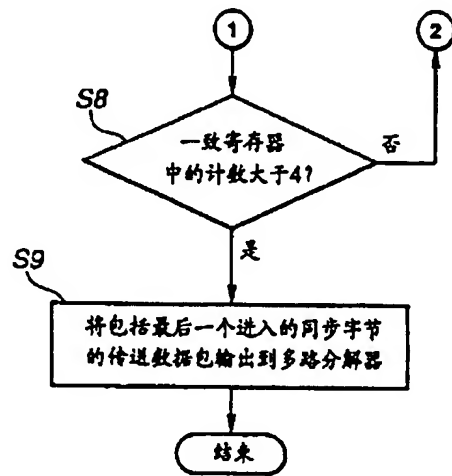 1
2
S8
一致寄存器
中的计数大于4?
否
是
S9
将包括最后一个进入的同步字节
的传送数据包输出到多路分解器
结束